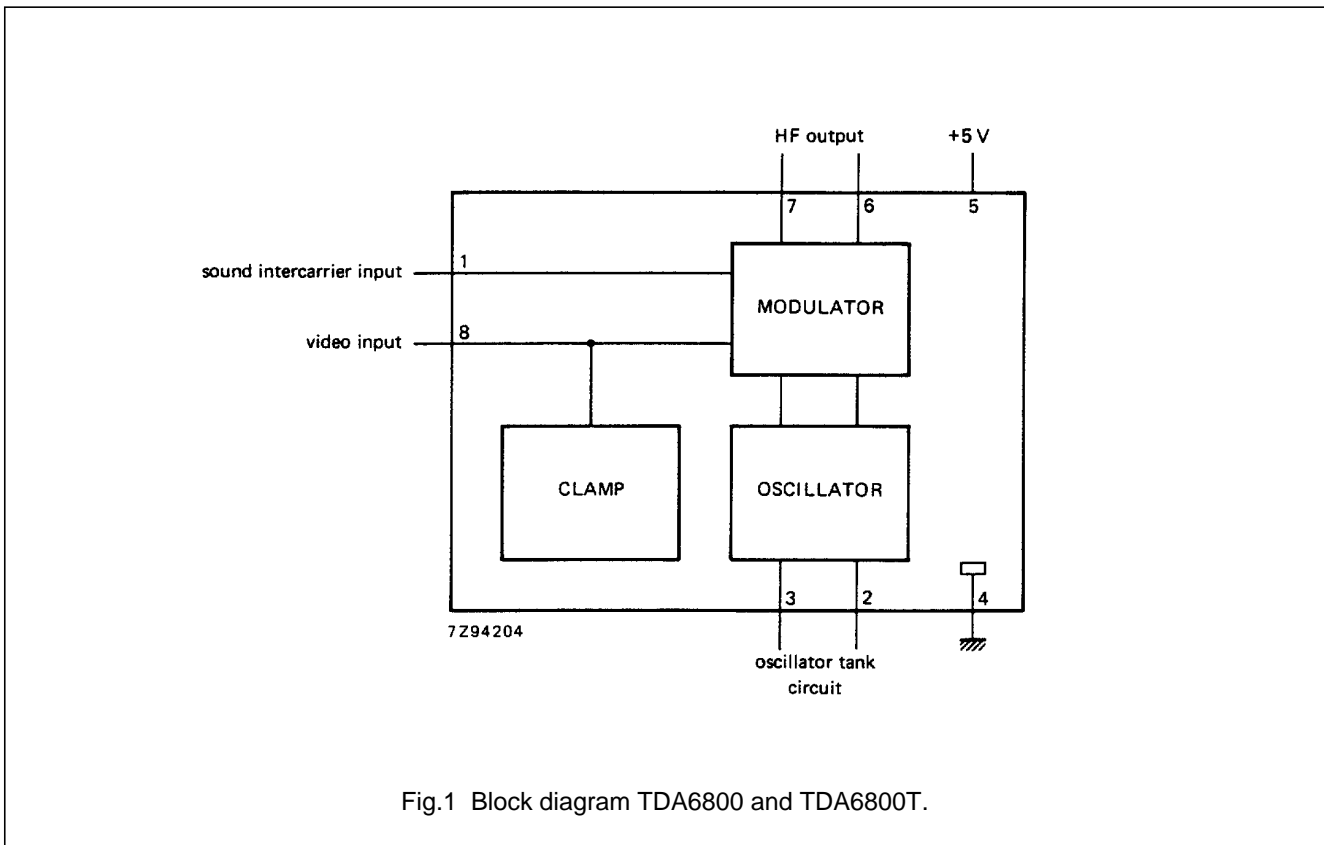 HF output
+5 V
7
6
5
sound intercarrier input
1
MODULATOR
video input
8
CLAMP
OSCILLATOR
3
2
4
7Z94204
oscillator tank
circuit
Fig.1 Block diagram TDA6800 and TDA6800T.